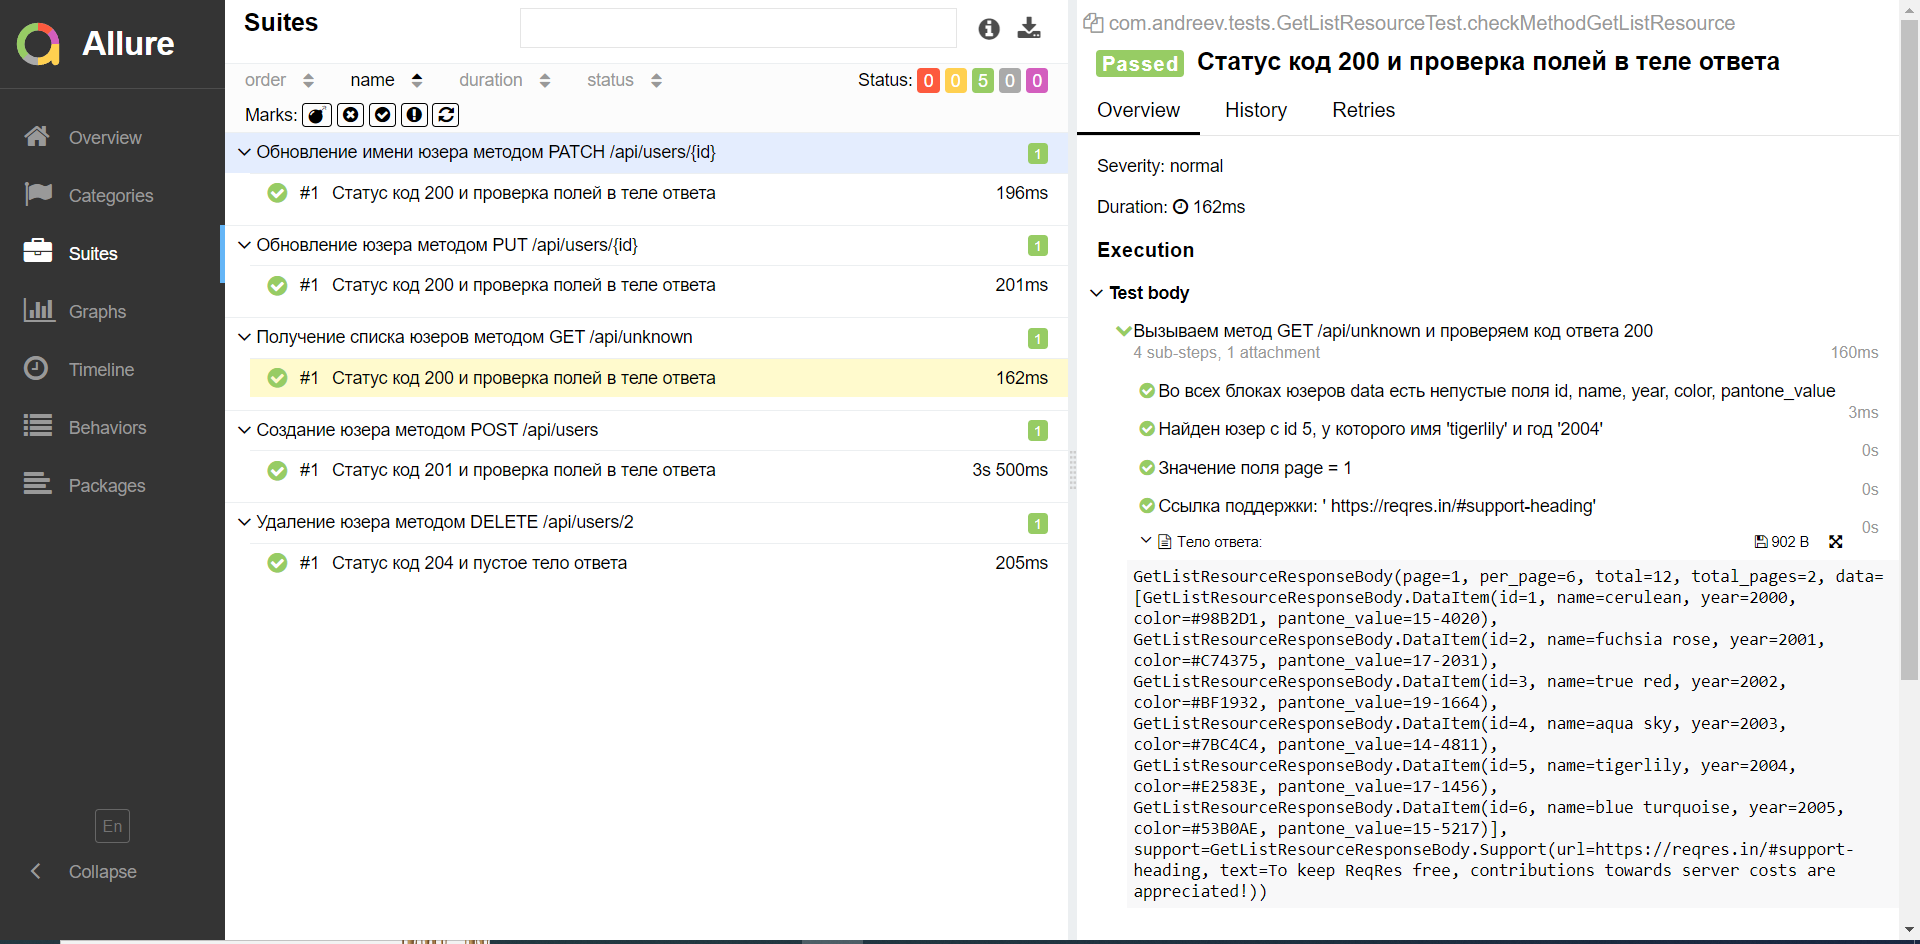 Allure
Overview
Categories
Suites
Graphs
Timeline
Behaviors
Packages
En
Collapse
Suites
order name duration status Status: 0 0 5 0 0
Marks:
Обновление имени юзера методом PATCH /api/users/{id} 1
#1 Статус код 200 и проверка полей в теле ответа 196ms
Обновление юзера методом PUT /api/users/{id} 1
#1 Статус код 200 и проверка полей в теле ответа 201ms
Получение списка юзеров методом GET /api/unknown 1
#1 Статус код 200 и проверка полей в теле ответа 162ms
Создание юзера методом POST /api/users 1
#1 Статус код 201 и проверка полей в теле ответа 3s 500ms
Удаление юзера методом DELETE /api/users/2 1
#1 Статус код 204 и пустое тело ответа 205ms
com.andreev.tests.GetListResourceTest.checkMethodGetListResource
Passed Статус код 200 и проверка полей в теле ответа
Overview History Retries
Severity: normal
Duration: 162ms
Execution
Test body
Вызываем метод GET /api/unknown и проверяем код ответа 200
4 sub-steps, 1 attachment 160ms
Во всех блоках юзеров data есть непустые поля id, name, year, color, pantone_value
3ms
Найден юзер с id 5, у которого имя 'tigerlily' и год '2004'
0s
Значение поля page = 1
0s
Ссылка поддержки: ' https://reqres.in/#support-heading'
0s
Тело ответа: 902 B
GetListResourceResponseBody(page=1, per_page=6, total=12, total_pages=2, data=
[GetListResourceResponseBody.DataItem(id=1, name=cerulean, year=2000,
color=#98B2D1, pantone_value=15-4020),
GetListResourceResponseBody.DataItem(id=2, name=fuchsia rose, year=2001,
color=#C74375, pantone_value=17-2031),
GetListResourceResponseBody.DataItem(id=3, name=true red, year=2002,
color=#BF1932, pantone_value=19-1664),
GetListResourceResponseBody.DataItem(id=4, name=aqua sky, year=2003,
color=#7BC4C4, pantone_value=14-4811),
GetListResourceResponseBody.DataItem(id=5, name=tigerlily, year=2004,
color=#E2583E, pantone_value=17-1456),
GetListResourceResponseBody.DataItem(id=6, name=blue turquoise, year=2005,
color=#53B0AE, pantone_value=15-5217)],
support=GetListResourceResponseBody.Support(url=https://reqres.in/#support-
heading, text=To keep ReqRes free, contributions towards server costs are
appreciated!))